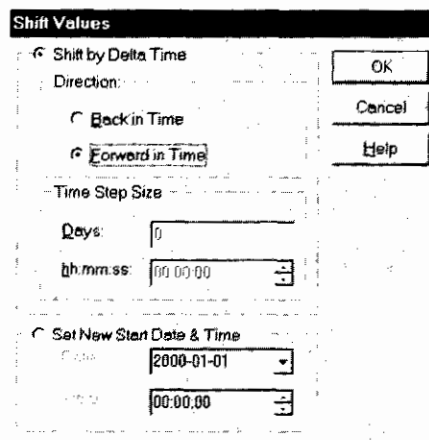 Shift Values
Shift by Delta Time
OK
Direction:
Cancel
Back in Time
Forward in Time
Help
Time Step Size
Days: 0
hh:mm:ss: 00:00:00
Set New Start Date & Time
2000-01-01
00:00:00